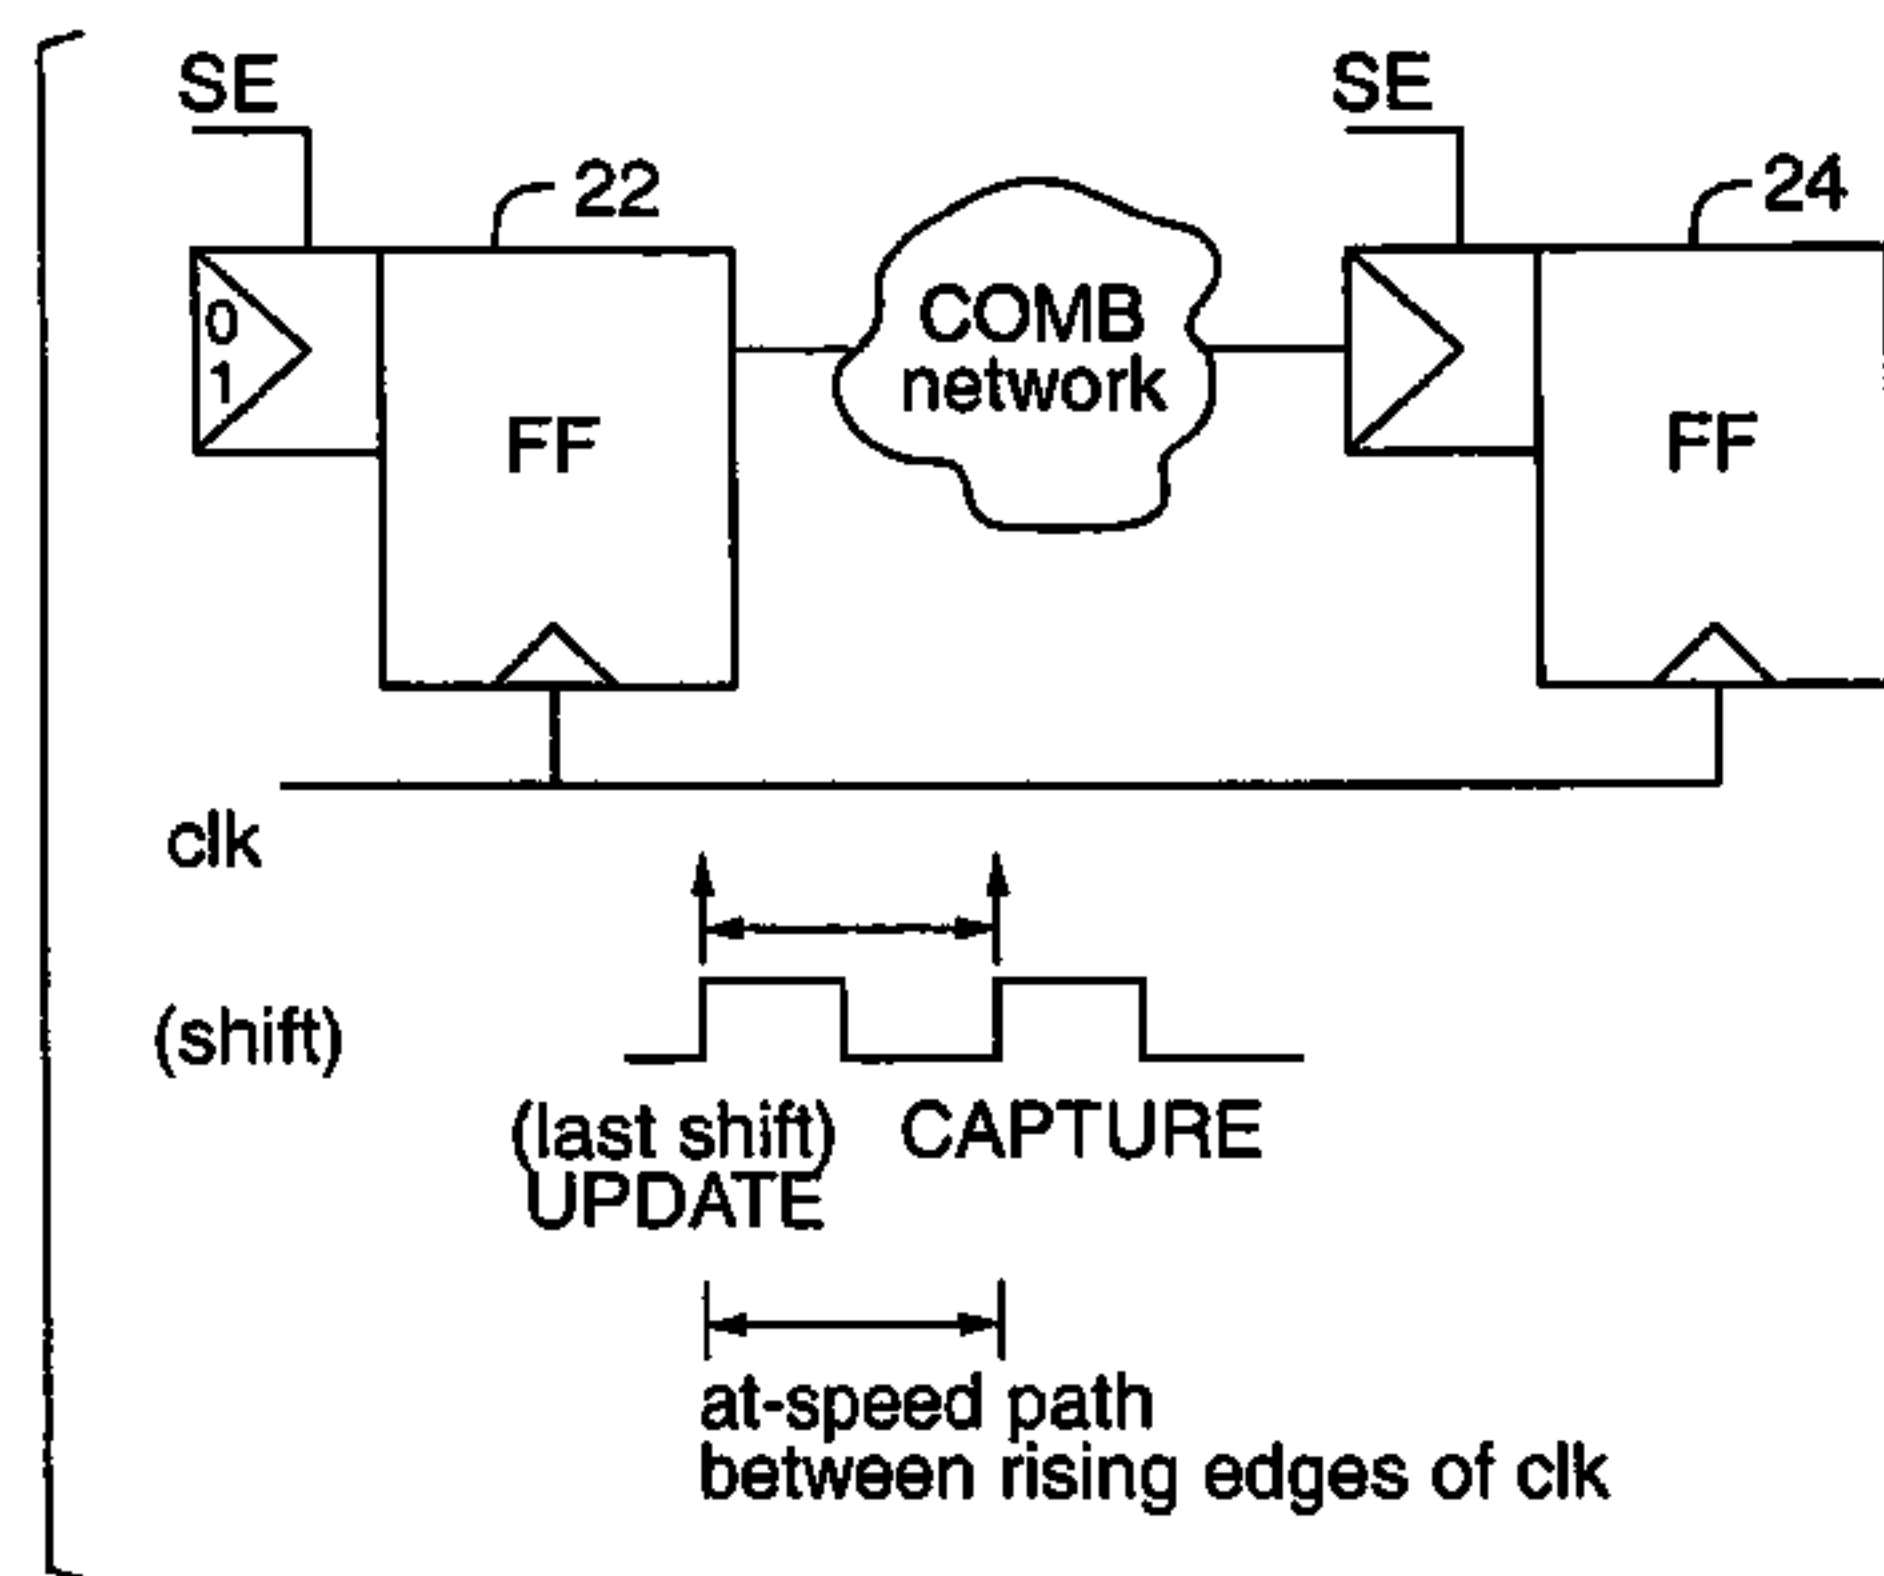 SE
SE
22
24
0
1
COMB
network
FF
FF
clk
(shift)
(last shift)
UPDATE
CAPTURE
at-speed path
between rising edges of clk